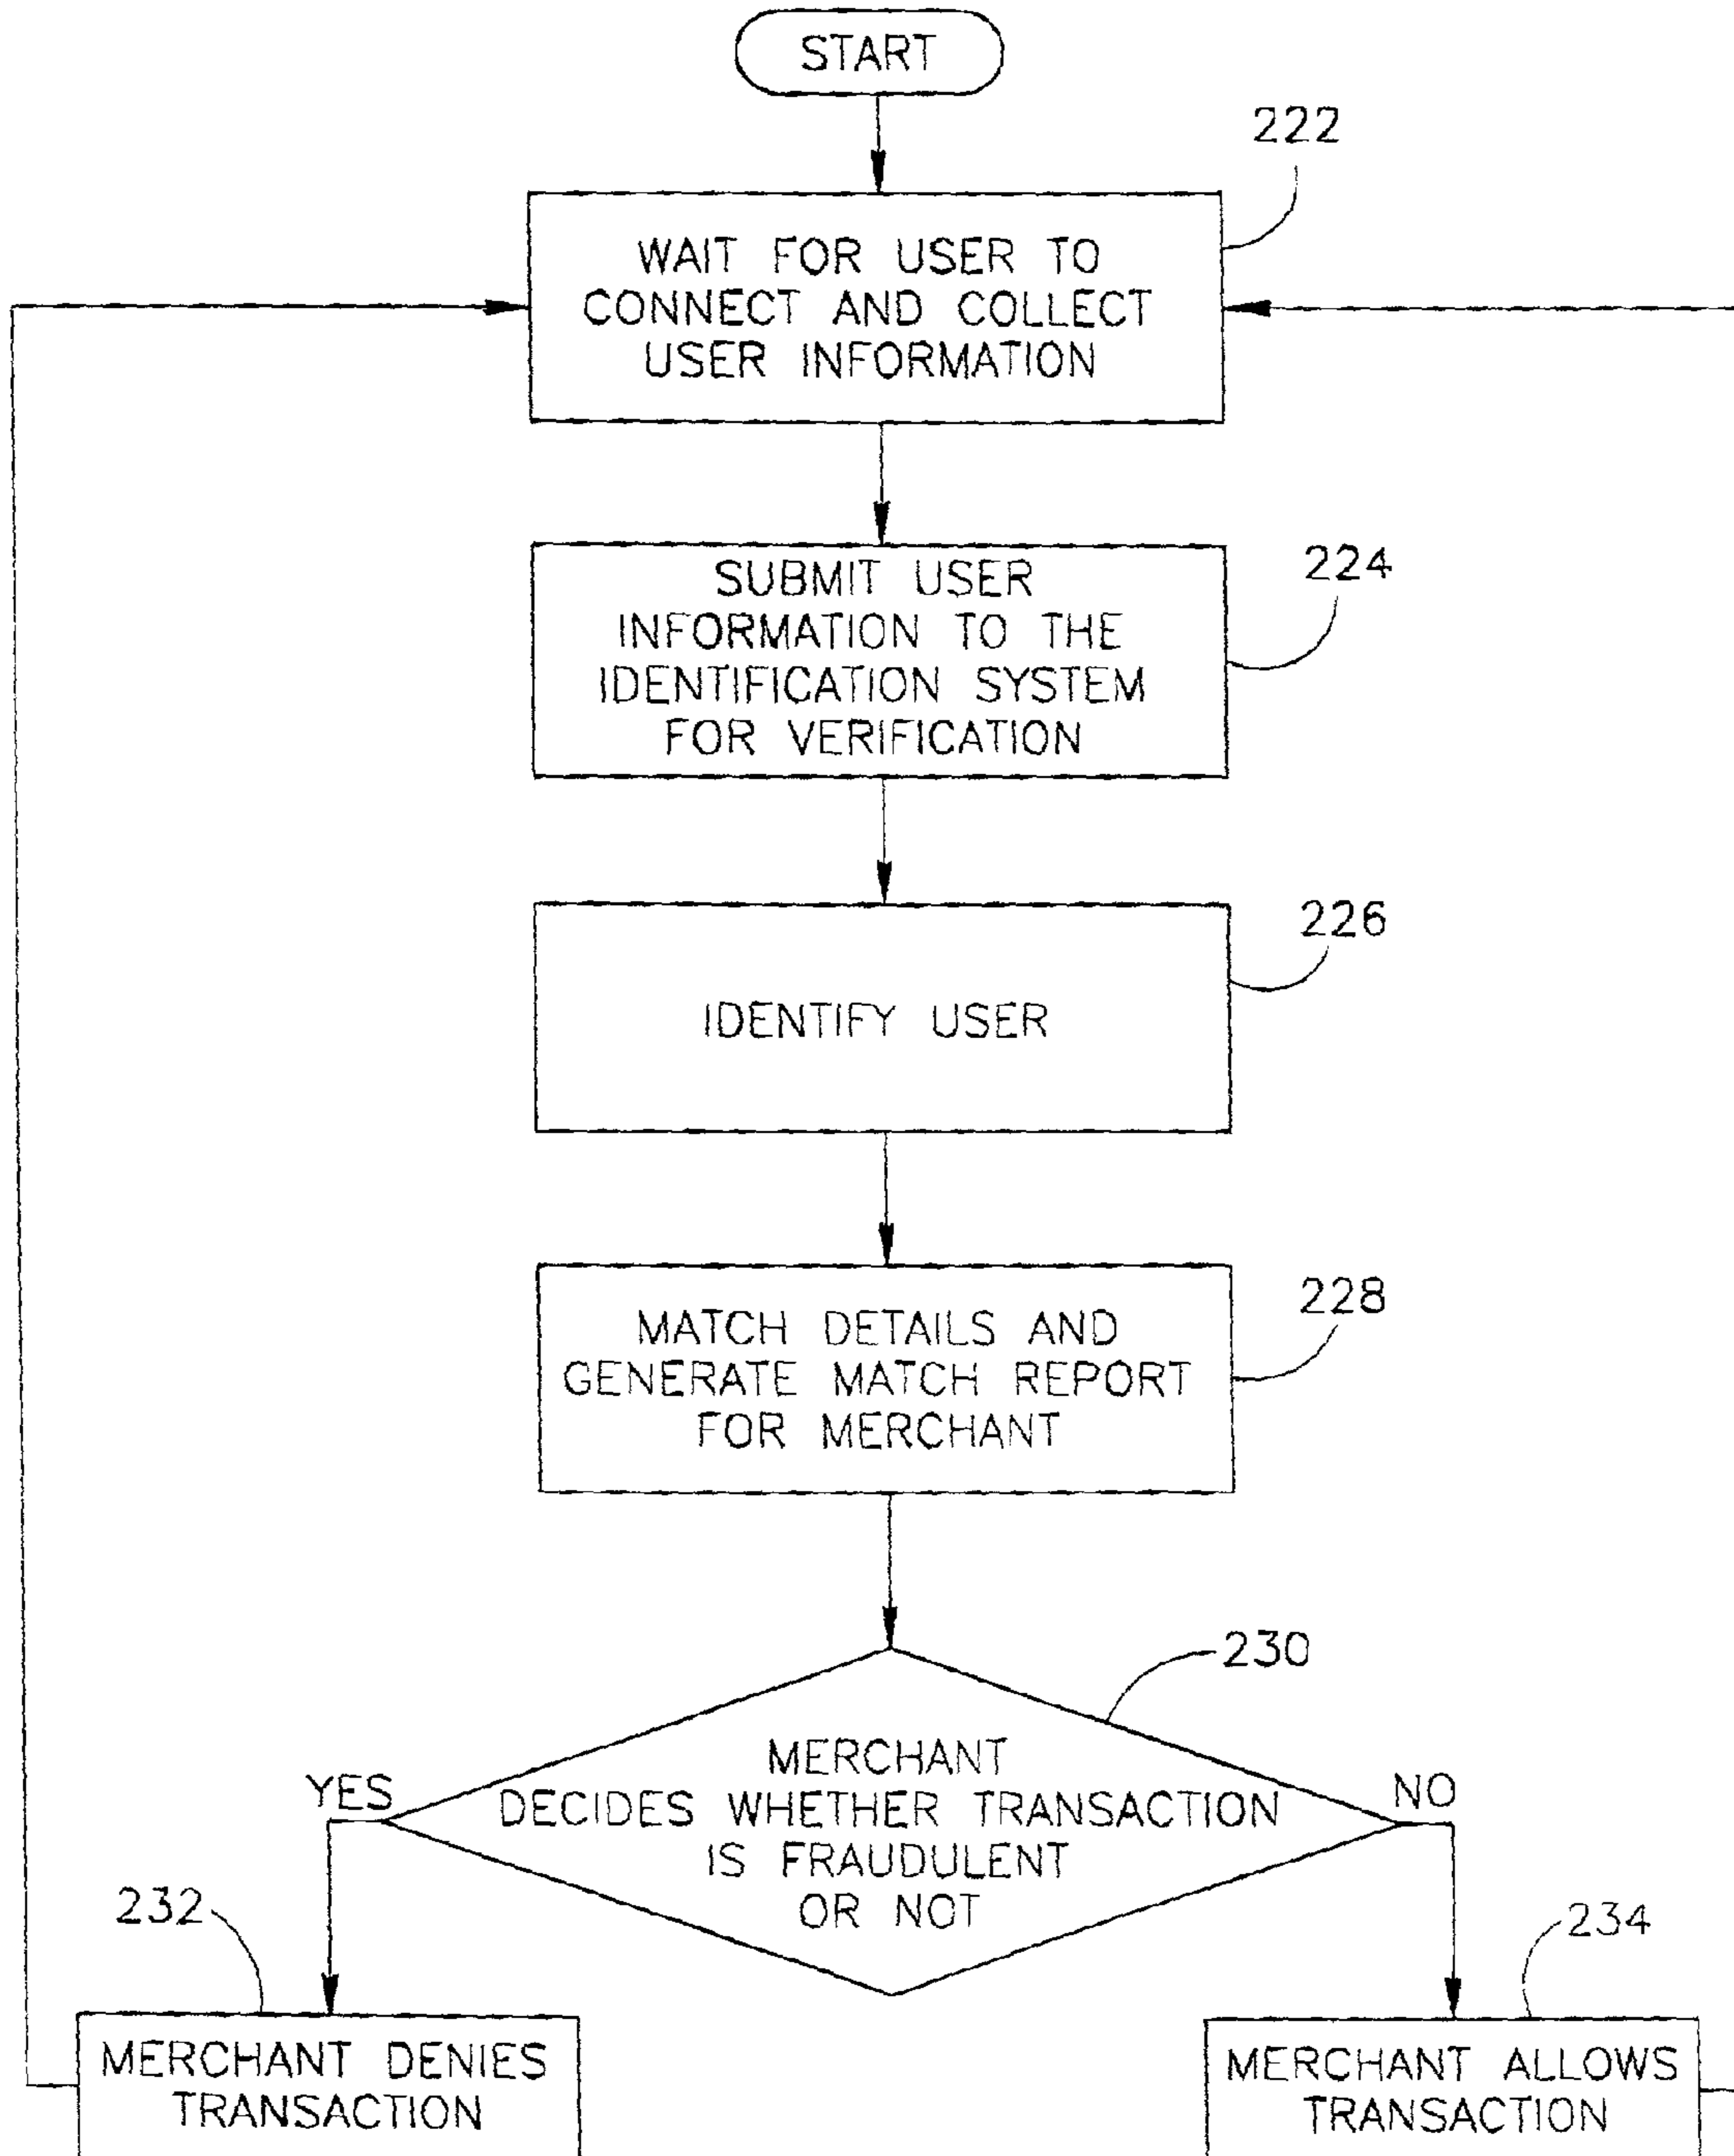 START
222
WAIT FOR USER TO
CONNECT AND COLLECT
USER INFORMATION
224
SUBMIT USER
INFORMATION TO THE
IDENTIFICATION SYSTEM
FOR VERIFICATION
226
IDENTIFY USER
228
MATCH DETAILS AND
GENERATE MATCH REPORT
FOR MERCHANT
230
MERCHANT
DECIDES WHETHER TRANSACTION
IS FRAUDULENT
OR NOT
YES
NO
232
MERCHANT DENIES
TRANSACTION
234
MERCHANT ALLOWS
TRANSACTION